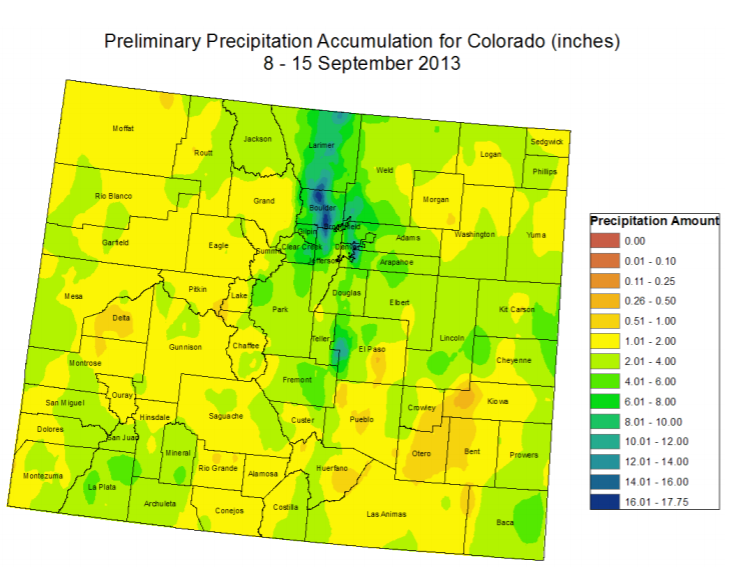 Preliminary Precipitation Accumulation for Colorado (inches)
8 - 15 September 2013
Moffat
Routt
Jackson
Larimer
Weld
Logan
Sedgwick
Phillips
Rio Blanco
Grand
Boulder
Morgan
Garfield
Eagle
Summit
Gilpin
Broomfield
Clear Creek
Denver
Jefferson
Adams
Washington
Yuma
Arapahoe
Mesa
Pitkin
Lake
Park
Douglas
Elbert
Kit Carson
Delta
Gunnison
Chaffee
Teller
El Paso
Lincoln
Cheyenne
Montrose
Fremont
San Miguel
Ouray
Hinsdale
Saguache
Custer
Pueblo
Crowley
Kiowa
Dolores
San Juan
Mineral
Rio Grande
Alamosa
Huerfano
Otero
Bent
Prowers
Montezuma
La Plata
Archuleta
Conejos
Costilla
Las Animas
Baca
Precipitation Amount
0.00
0.01 - 0.10
0.11 - 0.25
0.26 - 0.50
0.51 - 1.00
1.01 - 2.00
2.01 - 4.00
4.01 - 6.00
6.01 - 8.00
8.01 - 10.00
10.01 - 12.00
12.01 - 14.00
14.01 - 16.00
16.01 - 17.75